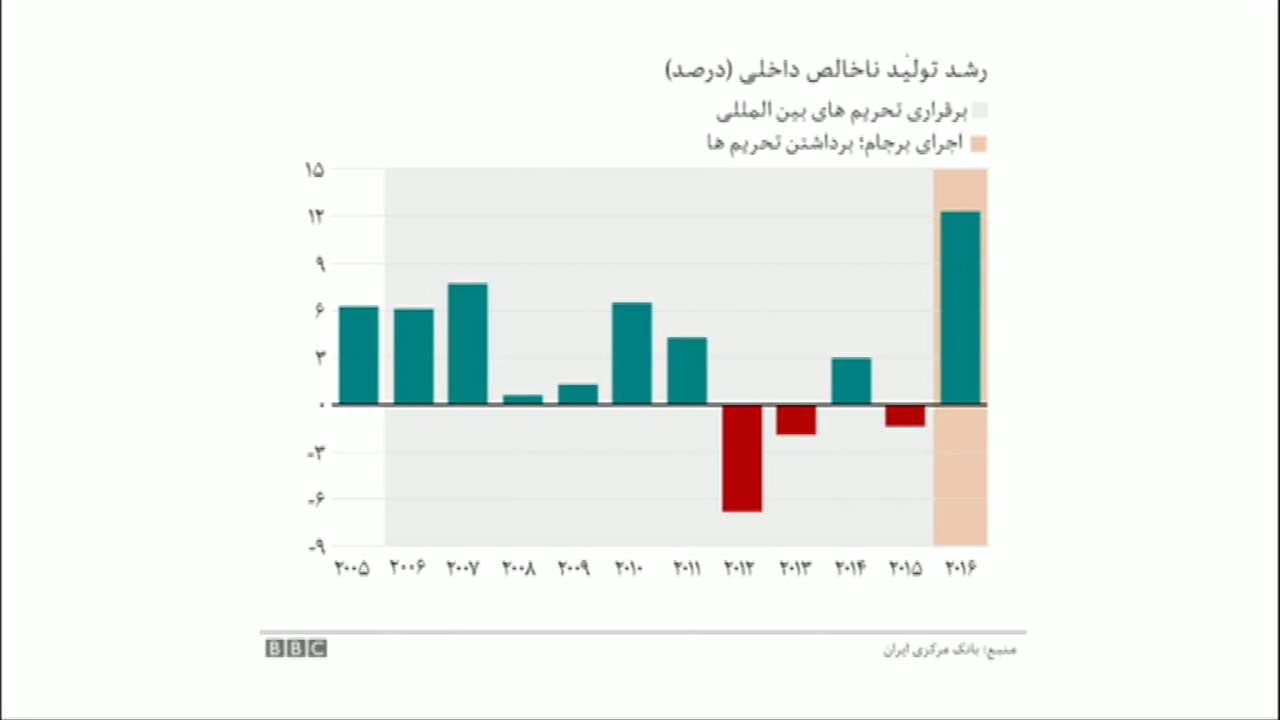 رشد تولید ناخالص داخلی (درصد)
برقراری تحریم های بین المللی
اجرای برجام؛ برداشتن تحریم ها
۱۵
۱۲
۹
۶
۳
۰
-۳
-۶
-۹
۲۰۰۵ ۲۰۰۶ ۲۰۰۷ ۲۰۰۸ ۲۰۰۹ ۲۰۱۰ ۲۰۱۱ ۲۰۱۲ ۲۰۱۳ ۲۰۱۴ ۲۰۱۵ ۲۰۱۶
BBC
منبع: بانک مرکزی ایران